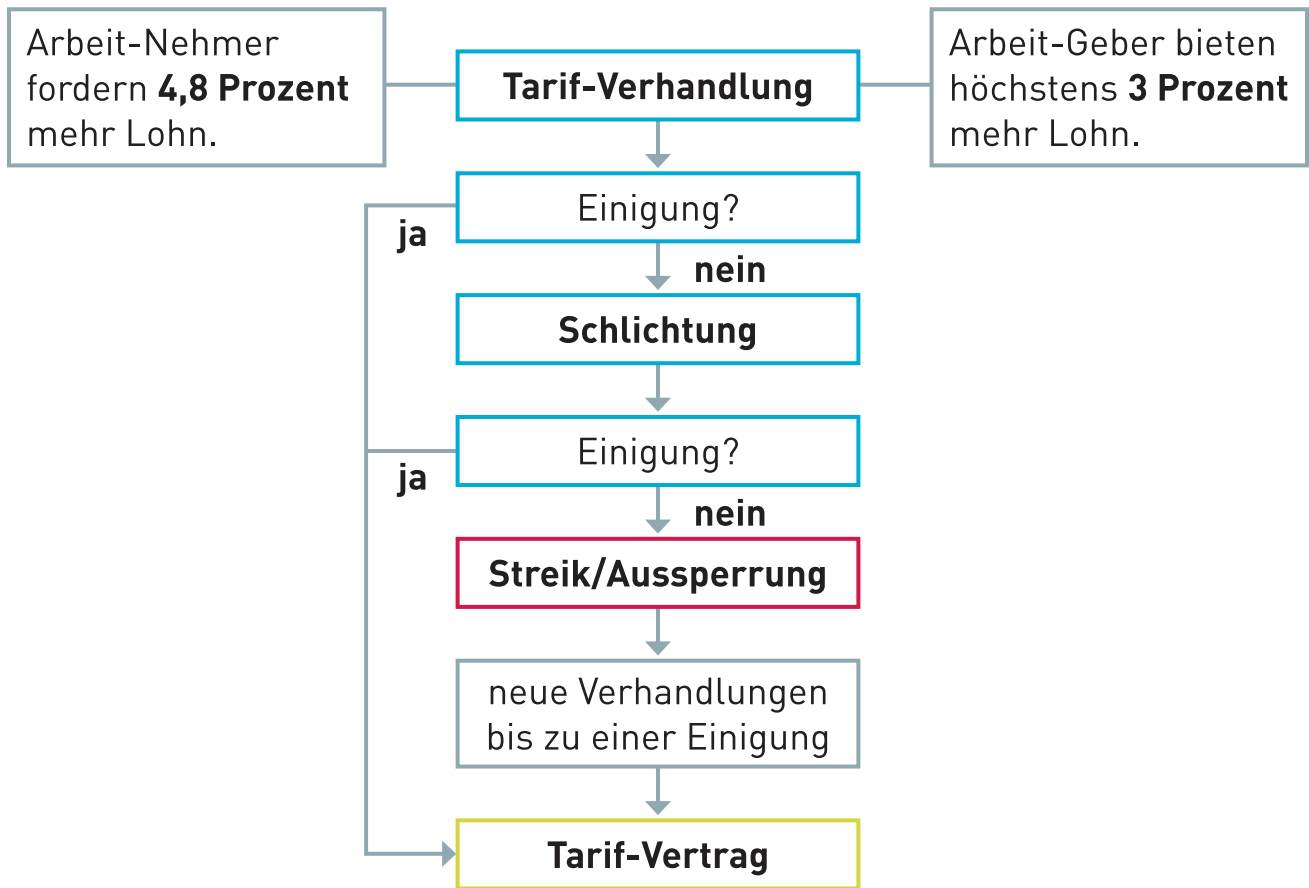 Arbeit-Nehmer
fordern 4,8 Prozent
mehr Lohn.
Tarif-Verhandlung
Arbeit-Geber bieten
höchstens 3 Prozent
mehr Lohn.
Einigung?
ja
nein
Schlichtung
Einigung?
ja
nein
Streik/Aussperrung
neue Verhandlungen
bis zu einer Einigung
Tarif-Vertrag